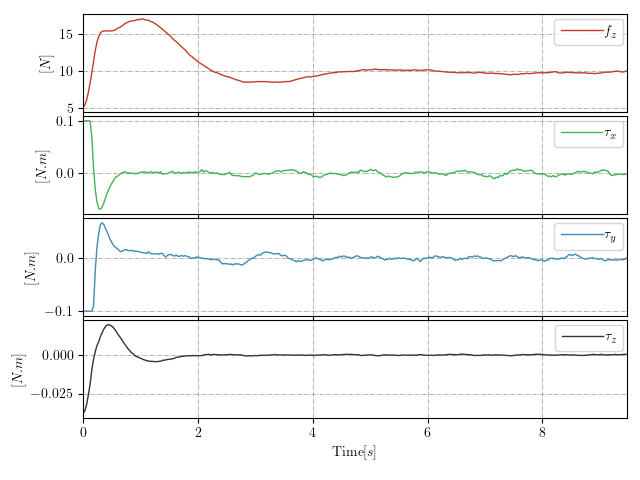 15
10
5
[N]
f_z
0.1
0.0
[N.m]
τ_x
0.0
−0.1
[N.m]
τ_y
0.000
−0.025
[N.m]
τ_z
0 2 4 6 8
Time[s]